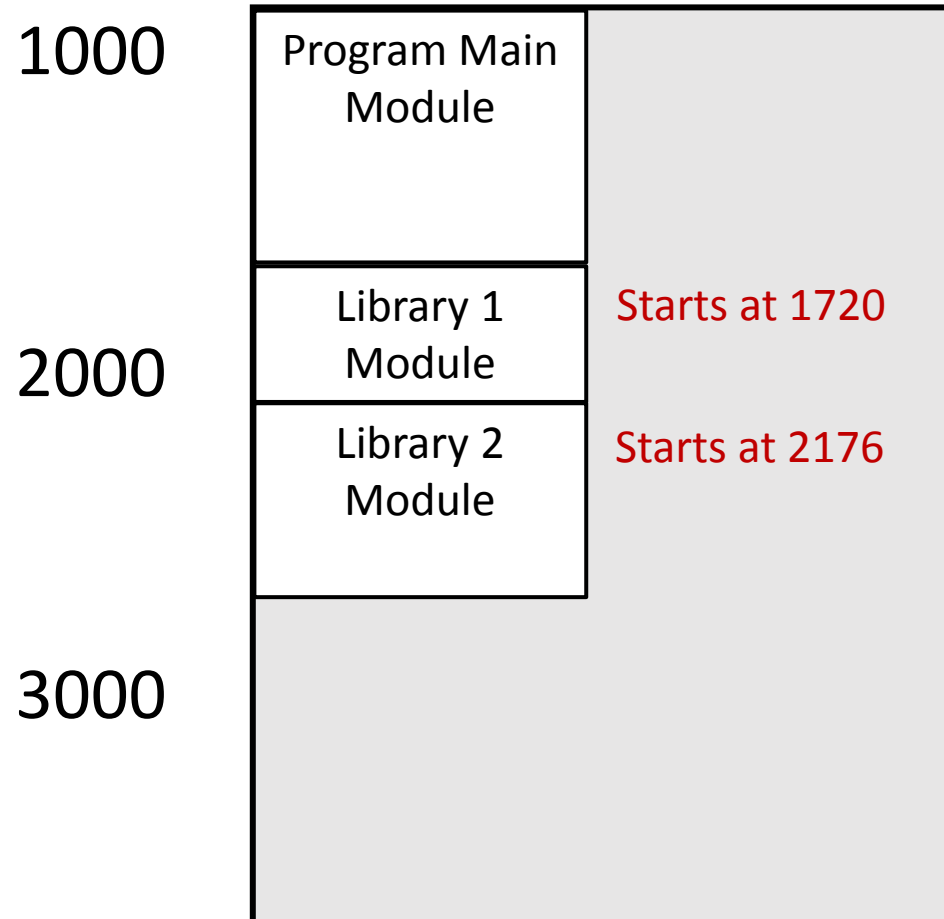 1000
Program Main
Module
Library 1
Module
Starts at 1720
2000
Library 2
Module
Starts at 2176
3000